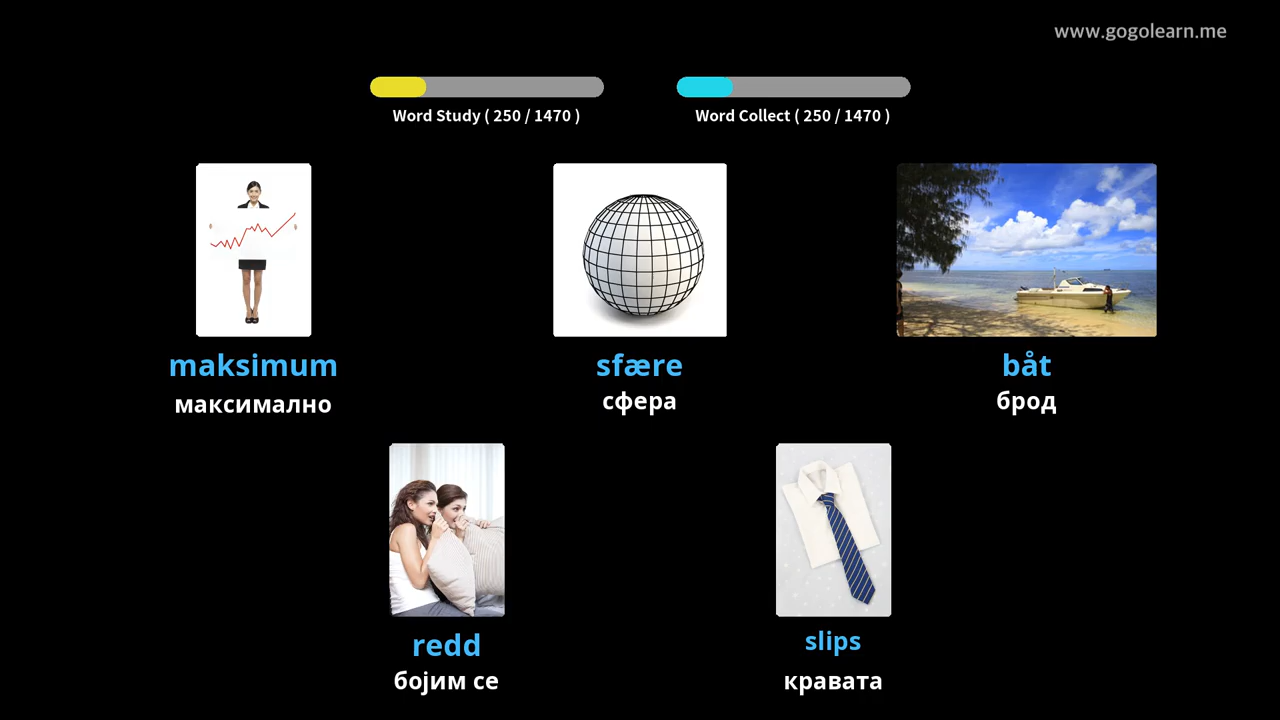 www.gogolearn.me
Word Study ( 250 / 1470 )
Word Collect ( 250 / 1470 )
maksimum
максимално
sfære
сфера
båt
брод
redd
бојим се
slips
кравата